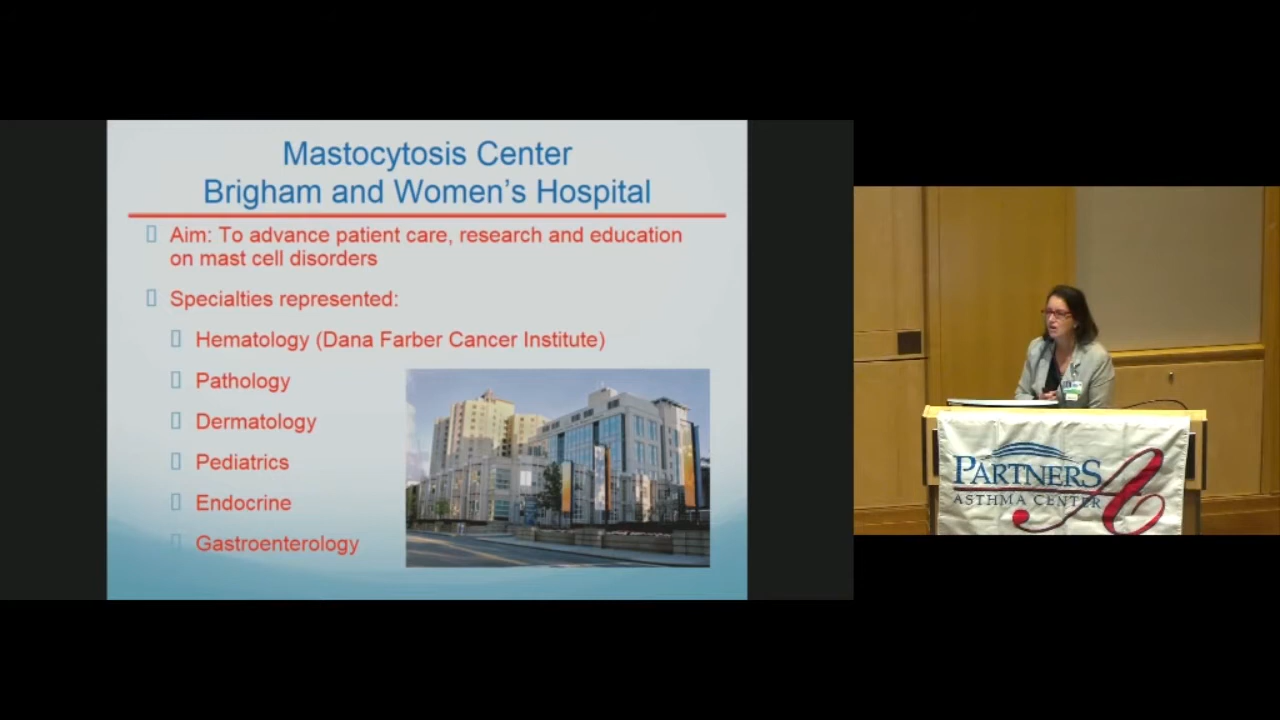 Mastocytosis Center
Brigham and Women's Hospital
Aim: To advance patient care, research and education
on mast cell disorders
Specialties represented:
Hematology (Dana Farber Cancer Institute)
Pathology
Dermatology
Pediatrics
Endocrine
Gastroenterology
PARTNERS
ASTHMA CENTER